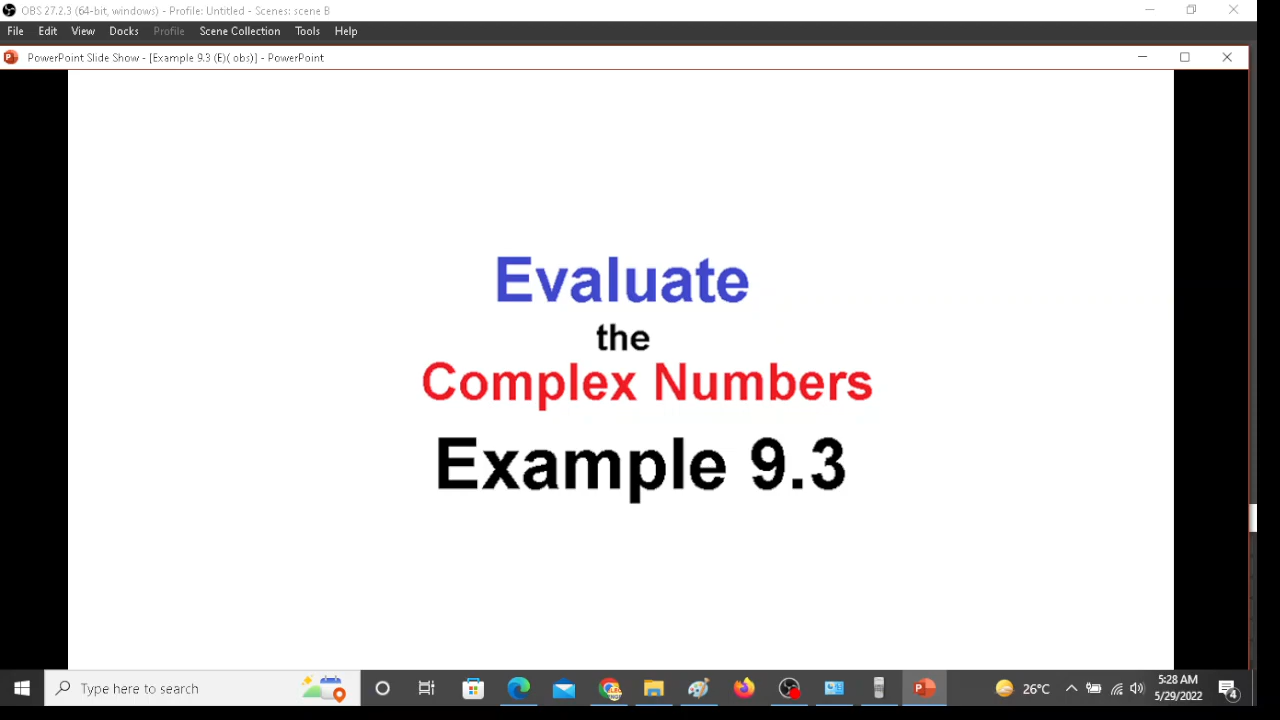 OBS 27.2.3 (64-bit, windows) - Profile: Untitled - Scenes: scene B
File Edit View Docks Profile Scene Collection Tools Help
PowerPoint Slide Show - [Example 9.3 (E)( obs)] - PowerPoint
Evaluate
the
Complex Numbers
Example 9.3
Type here to search
26°C
5:28 AM
5/29/2022
4